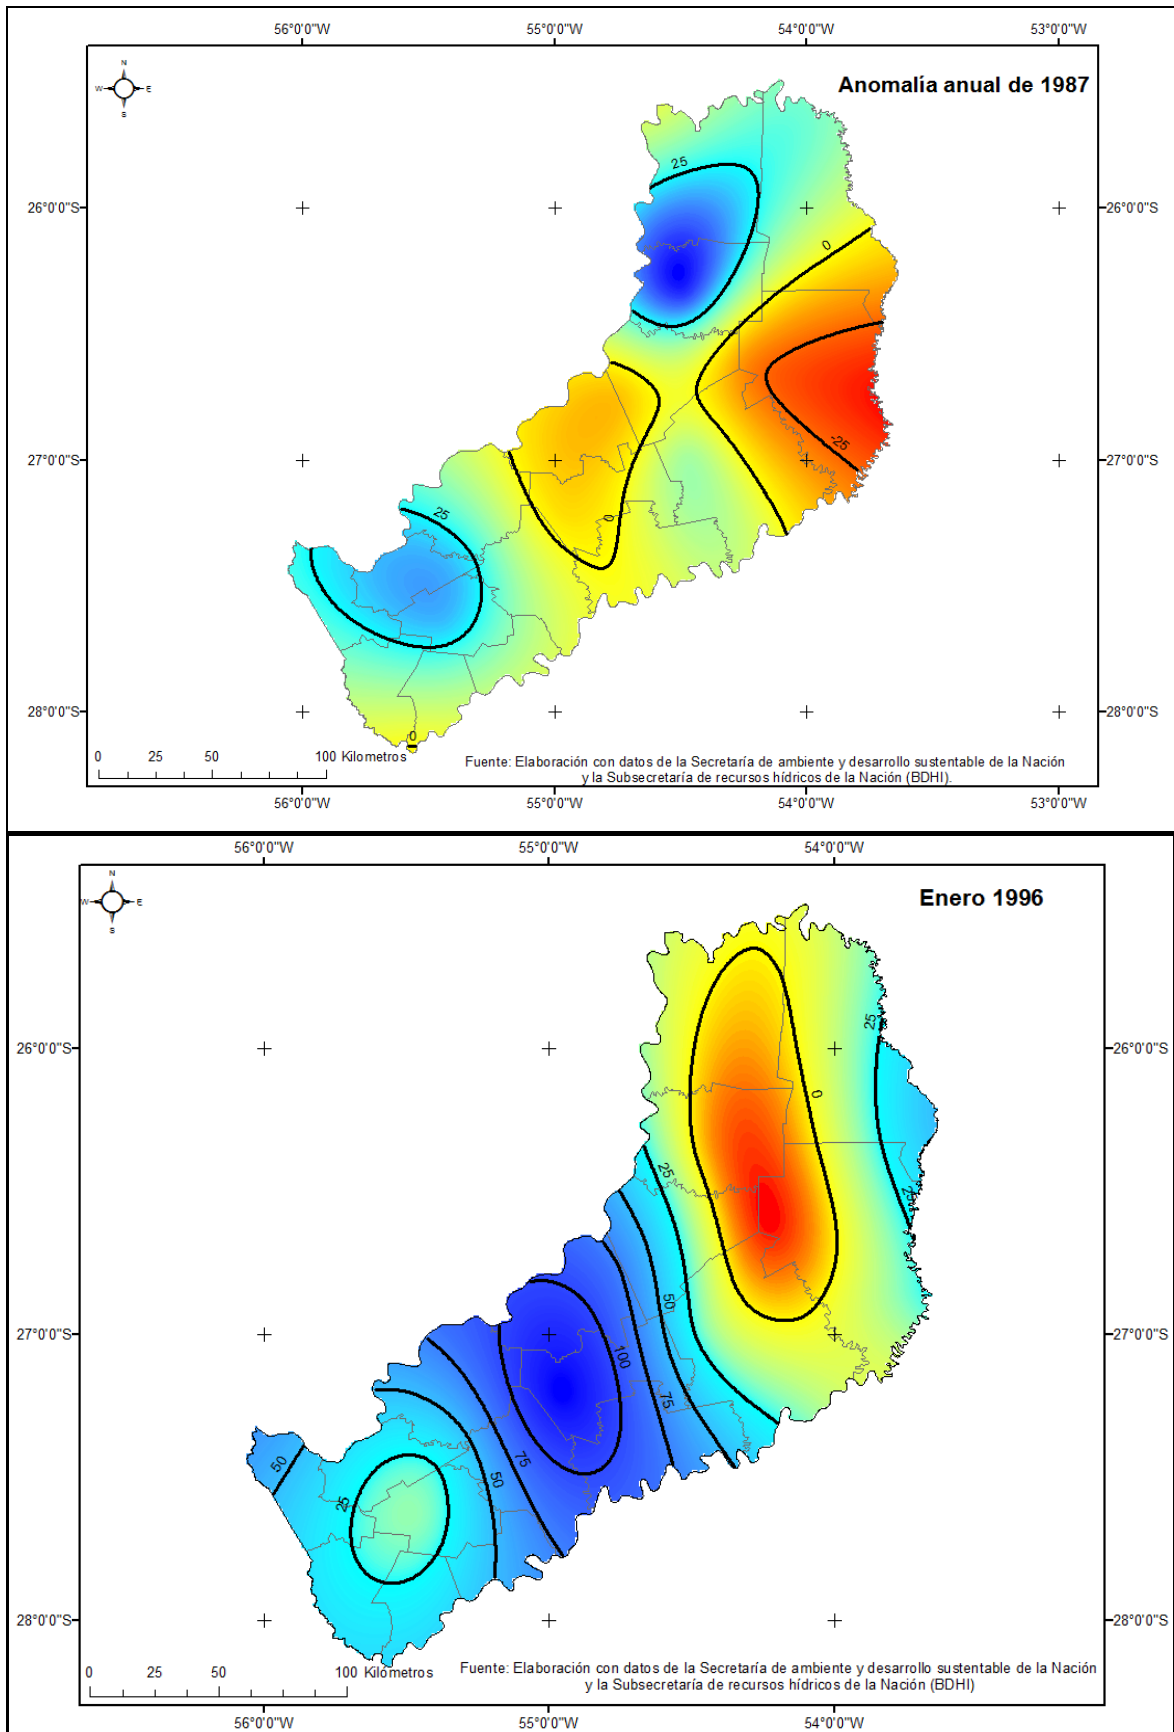 56°0'0"W 55°0'0"W 54°0'0"W 53°0'0"W
N
W E
S
Anomalía anual de 1987
25
26°0'0"S 26°0'0"S
0
-25
27°0'0"S 27°0'0"S
25
0
28°0'0"S 28°0'0"S
0
0 25 50 100 Kilometros
Fuente: Elaboración con datos de la Secretaría de ambiente y desarrollo sustentable de la Nación
y la Subsecretaría de recursos hídricos de la Nación (BDHI).
56°0'0"W 55°0'0"W 54°0'0"W 53°0'0"W
56°0'0"W 55°0'0"W 54°0'0"W
N
W E
S
Enero 1996
25
26°0'0"S 26°0'0"S
0
25
25
50
27°0'0"S 27°0'0"S
100
75
75
50
50
25
28°0'0"S 28°0'0"S
0 25 50 100 Kilómetros
Fuente: Elaboración con datos de la Secretaría de ambiente y desarrollo sustentable de la Nación
y la Subsecretaría de recursos hídricos de la Nación (BDHI)
56°0'0"W 55°0'0"W 54°0'0"W